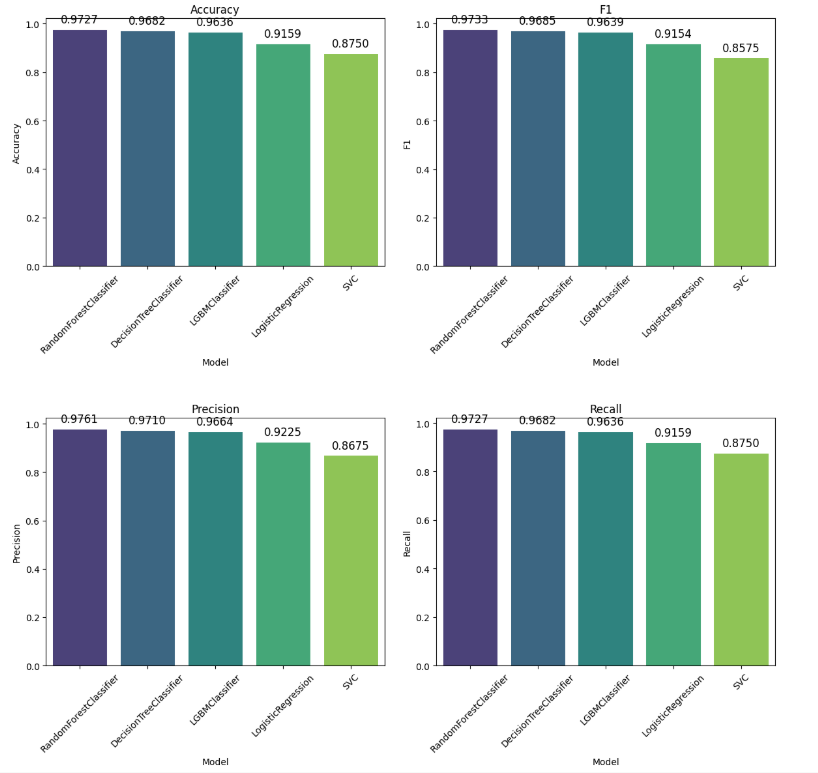 Accuracy
0.9727 0.9682 0.9636 0.9159 0.8750
1.0
0.8
0.6
0.4
0.2
0.0
Accuracy
RandomForestClassifier
DecisionTreeClassifier
LGBMClassifier
LogisticRegression
SVC
Model
F1
0.9733 0.9685 0.9639 0.9154 0.8575
1.0
0.8
0.6
0.4
0.2
0.0
F1
RandomForestClassifier
DecisionTreeClassifier
LGBMClassifier
LogisticRegression
SVC
Model
Precision
0.9761 0.9710 0.9664 0.9225 0.8675
1.0
0.8
0.6
0.4
0.2
0.0
Precision
RandomForestClassifier
DecisionTreeClassifier
LGBMClassifier
LogisticRegression
SVC
Model
Recall
0.9727 0.9682 0.9636 0.9159 0.8750
1.0
0.8
0.6
0.4
0.2
0.0
Recall
RandomForestClassifier
DecisionTreeClassifier
LGBMClassifier
LogisticRegression
SVC
Model